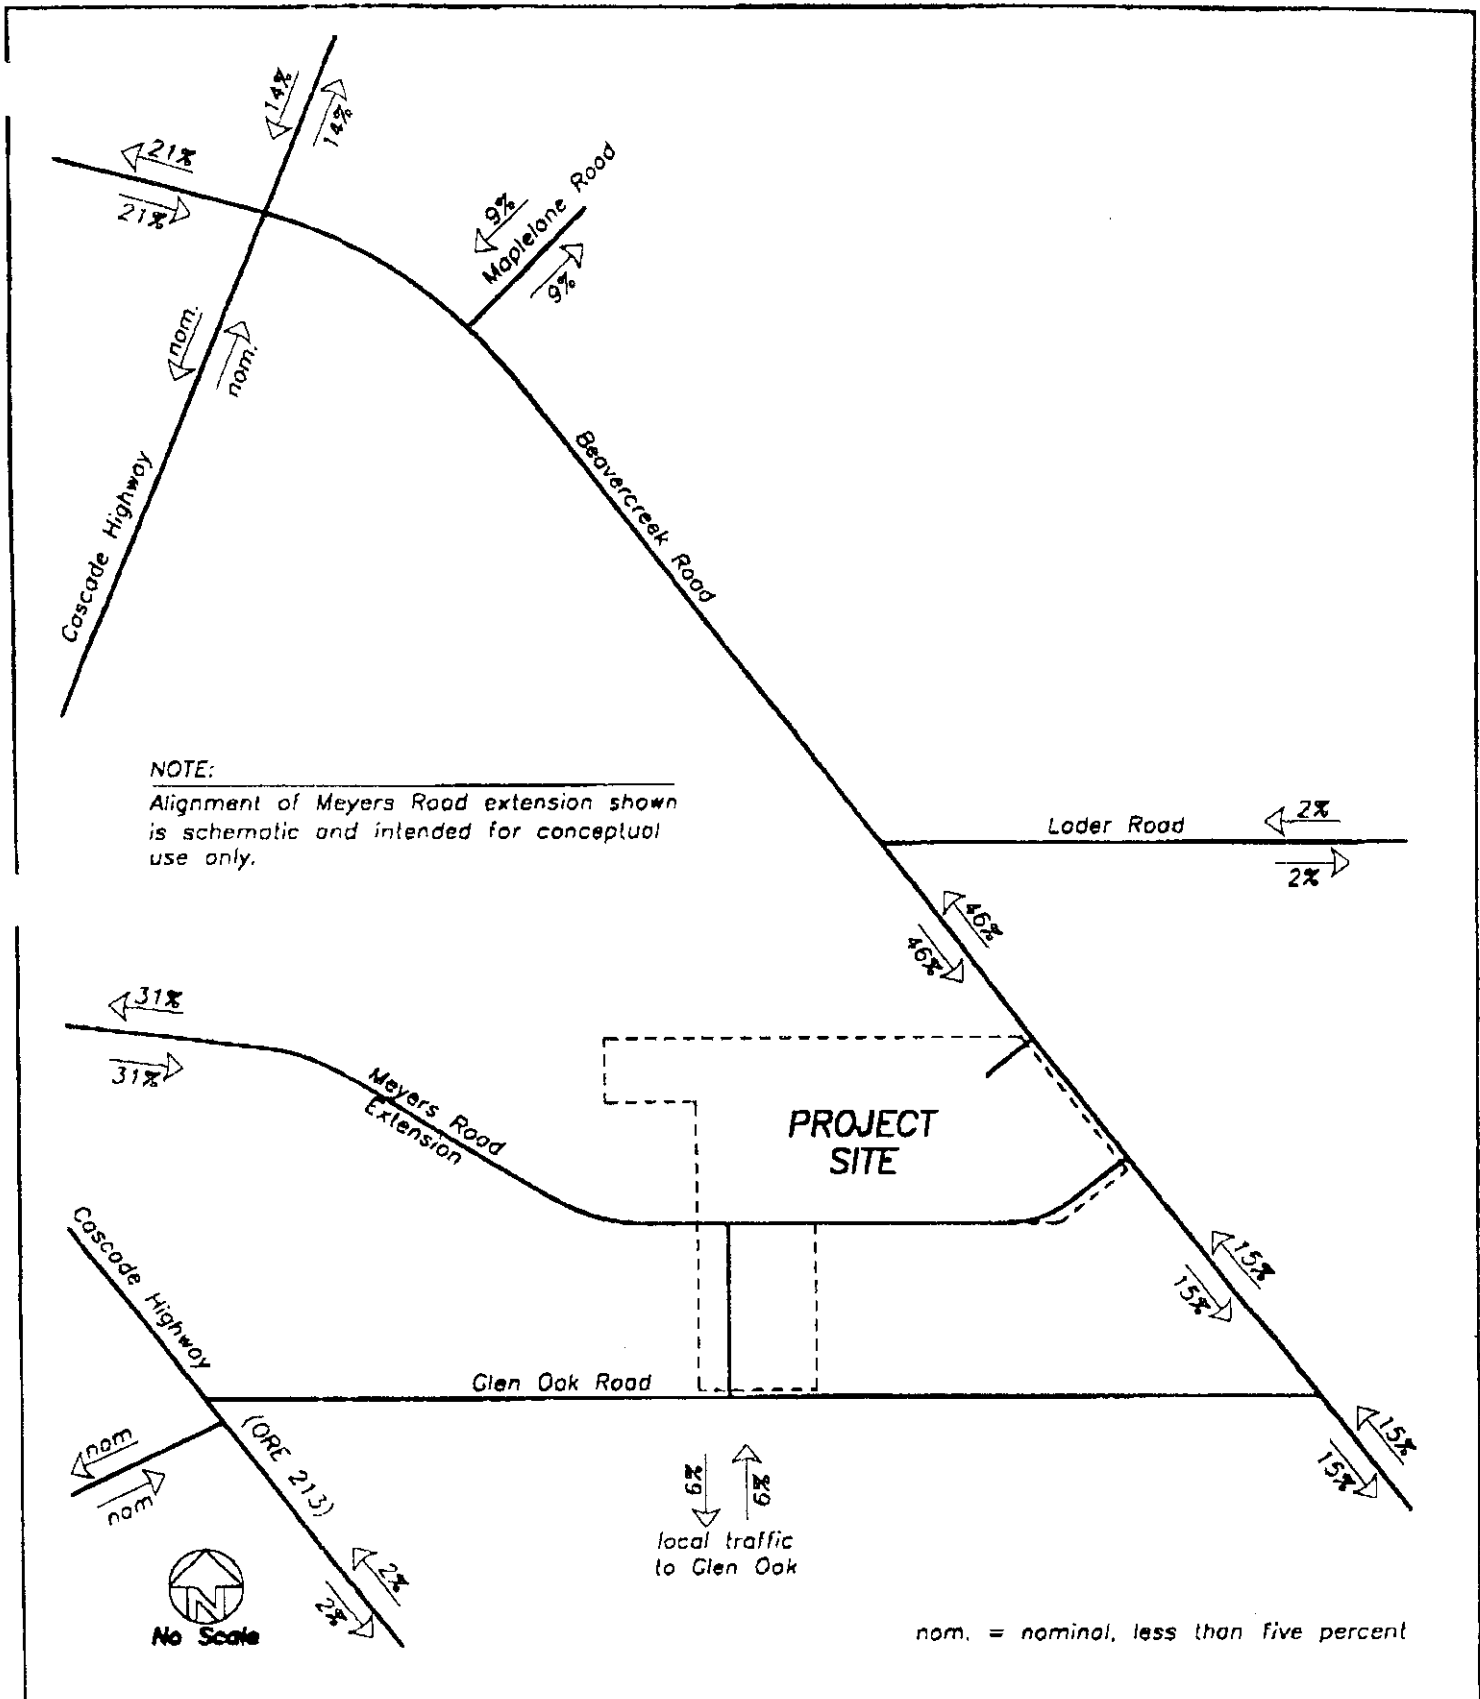 14%
14%
21%
21%
9%
Maplelane Road
9%
nom.
nom.
Cascade Highway
Beavercreek Road
NOTE:
Alignment of Meyers Road extension shown
is schematic and intended for conceptual
use only.
Loder Road
2%
2%
46%
46%
31%
31%
Meyers Road
Extension
PROJECT
SITE
Cascade Highway
(ORE 213)
15%
15%
Glen Oak Road
nom
nom
6%
6%
local traffic
to Glen Oak
15%
15%
2%
2%
N
No Scale
nom. = nominal, less than five percent